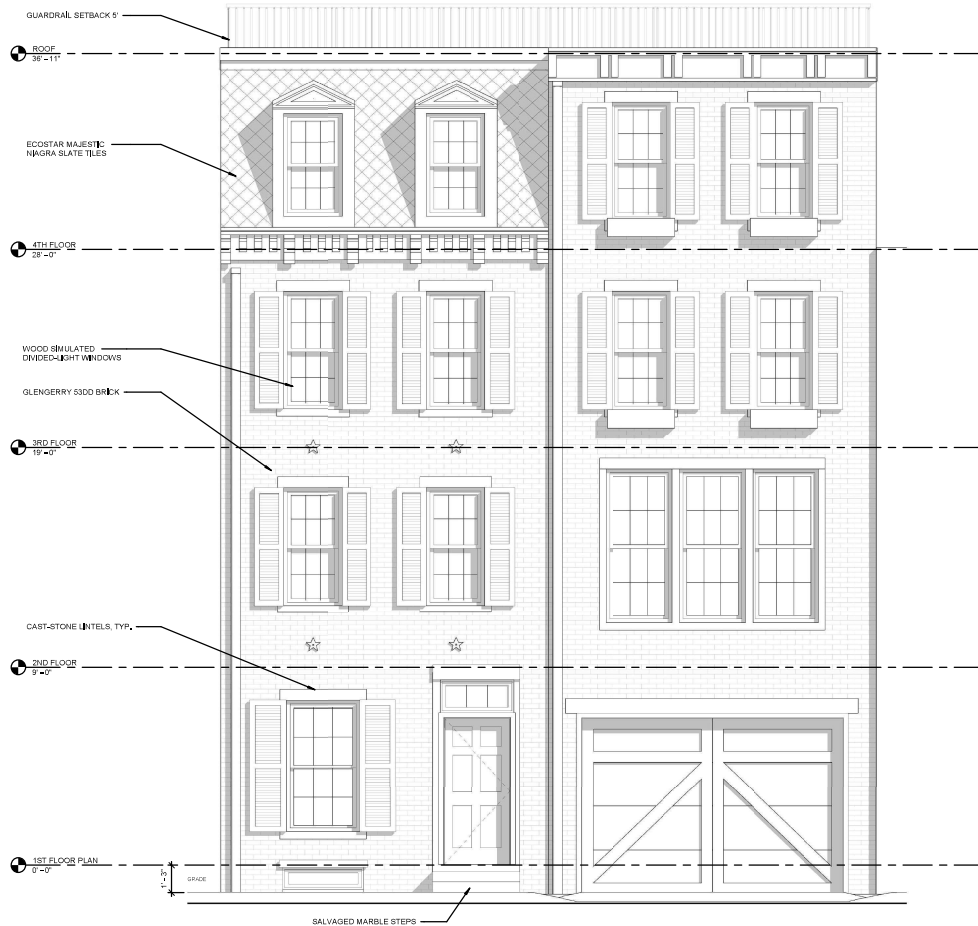 GUARDRAIL SETBACK 5'
ROOF
36'-11"
ECOSTAR MAJESTIC
NIAGRA SLATE TILES
4TH FLOOR
28'-0"
WOOD SIMULATED
DIVIDED-LIGHT WINDOWS
GLENGERRY 53DD BRICK
3RD FLOOR
19'-0"
CAST-STONE LINTELS, TYP.
2ND FLOOR
9'-0"
1ST FLOOR PLAN
0'-0"
1'-3"
GRADE
SALVAGED MARBLE STEPS